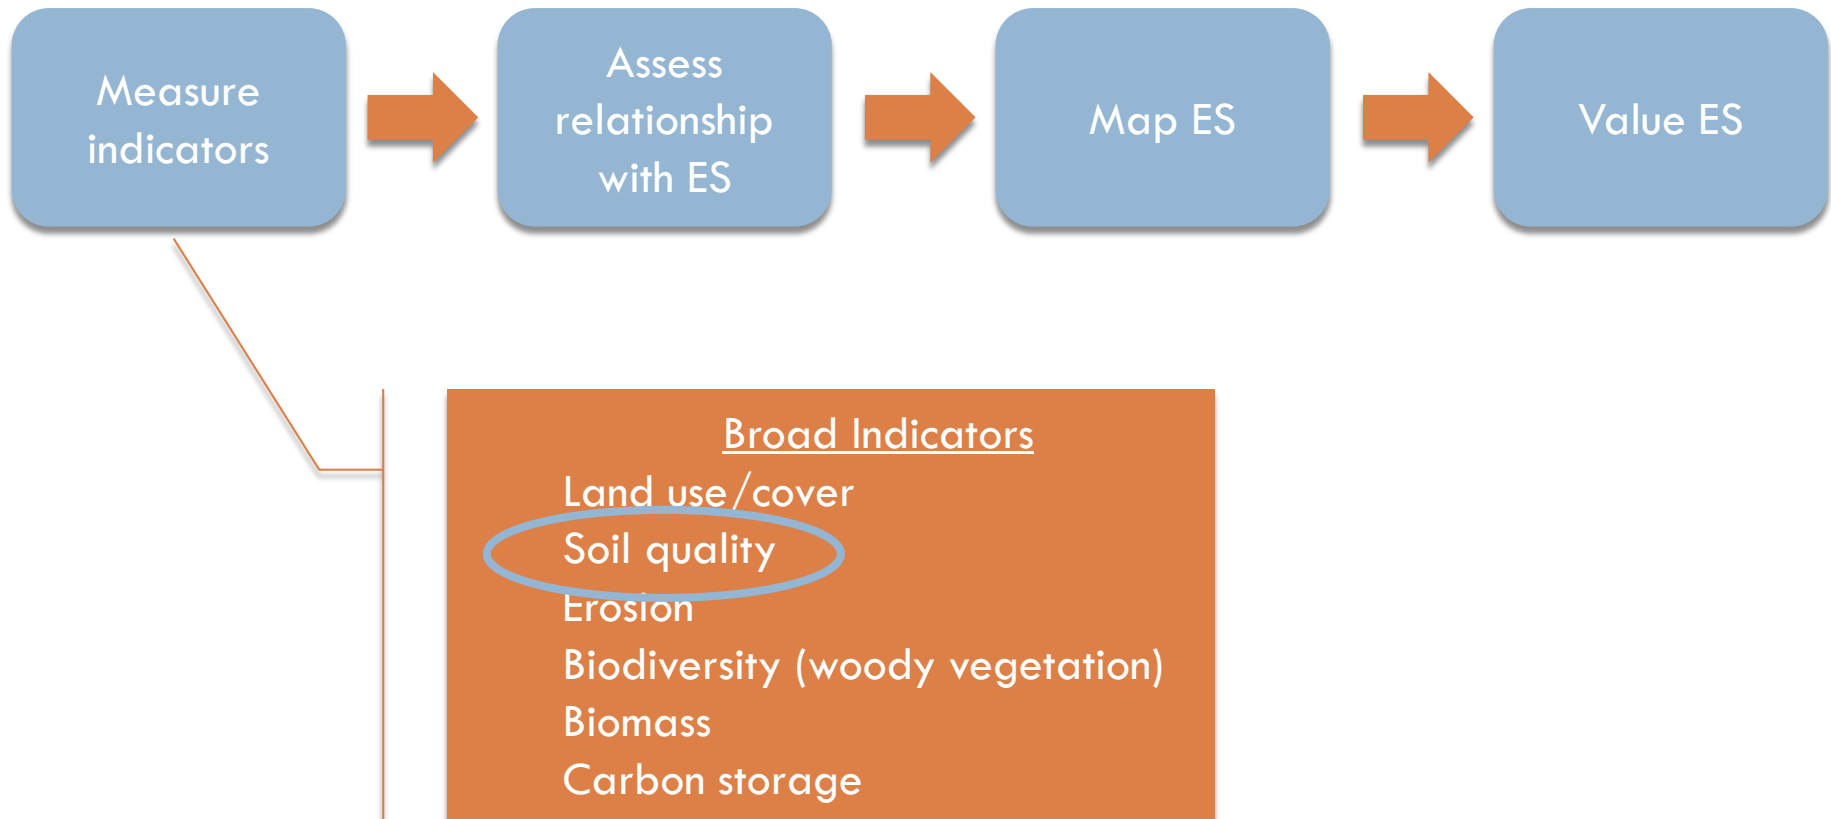 Measure
indicators
Assess
relationship
with ES
Map ES
Value ES
Broad Indicators
Land use/cover
Soil quality
Erosion
Biodiversity (woody vegetation)
Biomass
Carbon storage